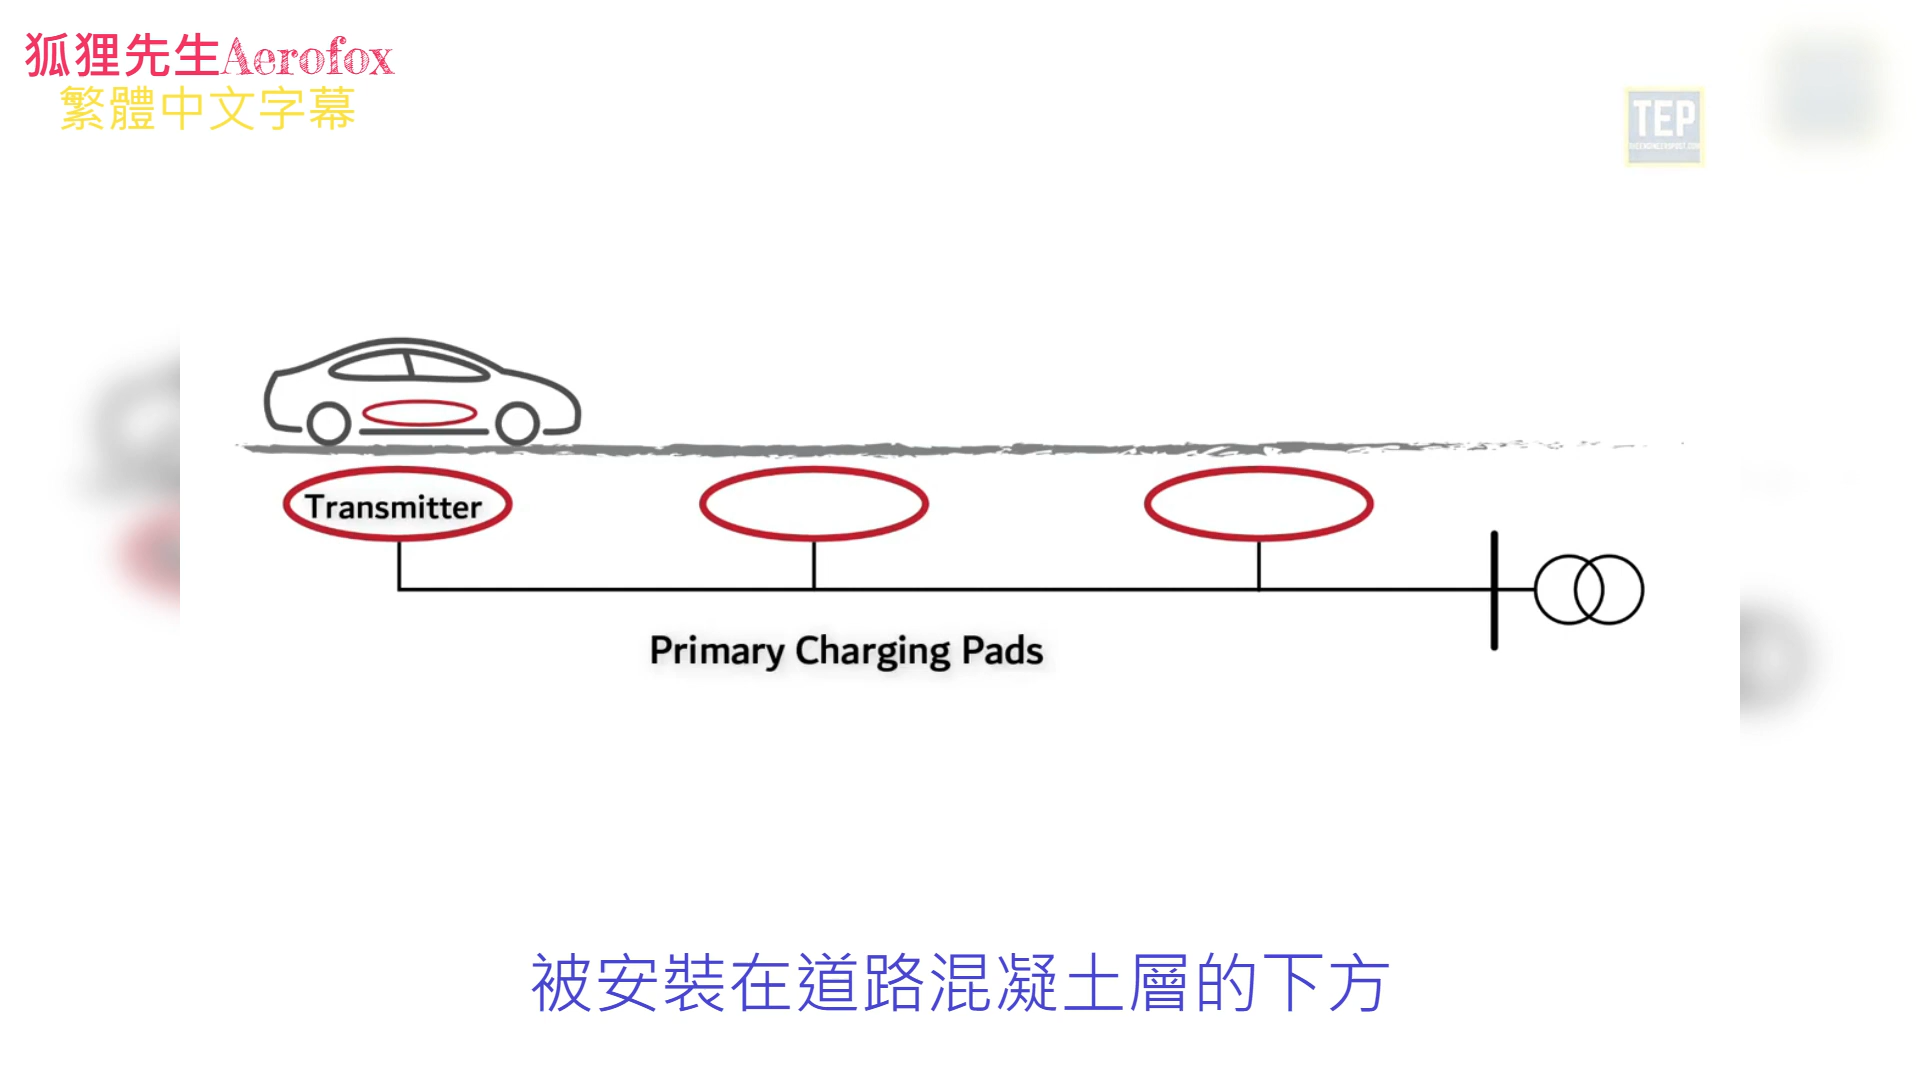 狐狸先生Aerofox
繁體中文字幕
TEP
Transmitter
Primary Charging Pads
被安裝在道路混凝土層的下方